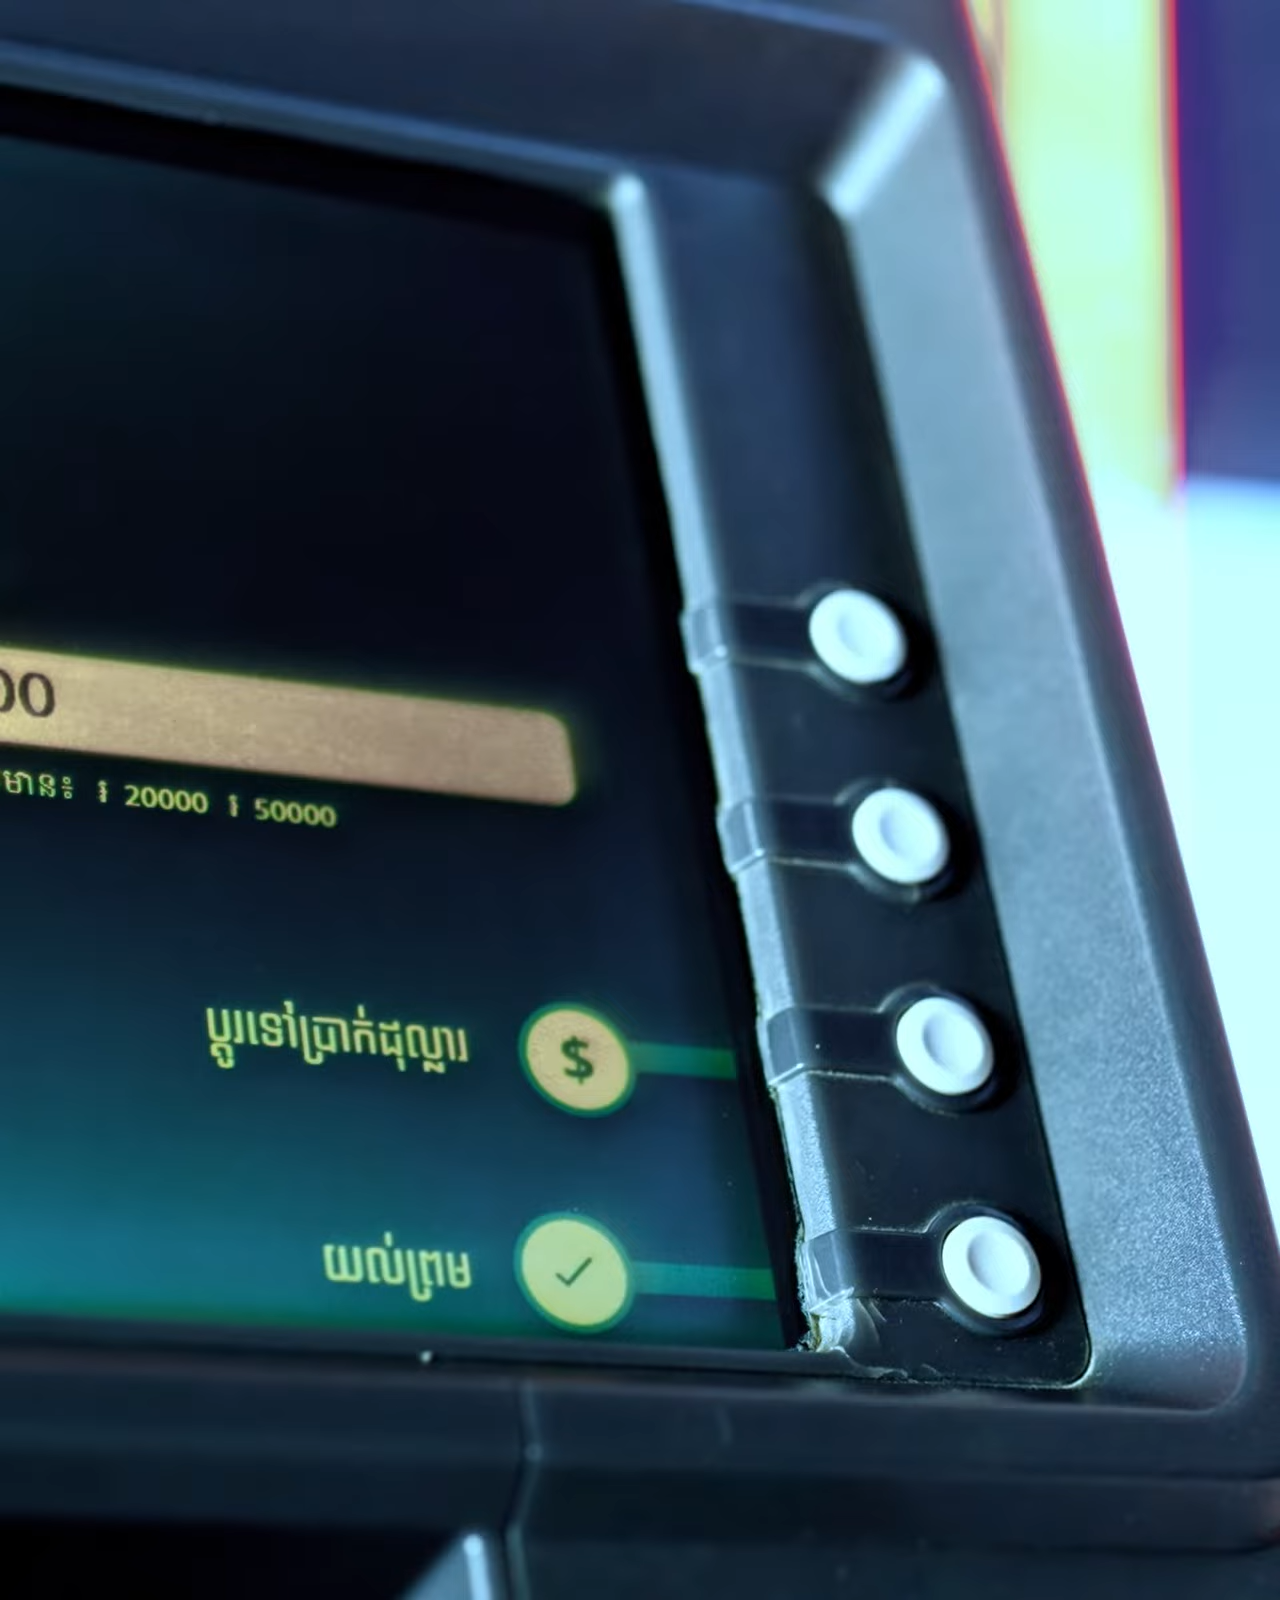 00
មាន៖ ៛ 20000 ៛ 50000
ប្តូរទៅប្រាក់ដុល្លារ
$
យល់ព្រម